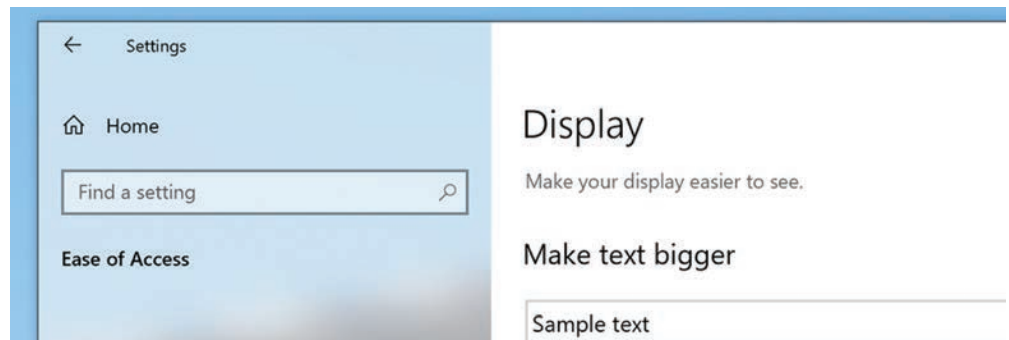 Settings
Home
Find a setting
Ease of Access
Display
Make your display easier to see.
Make text bigger
Sample text